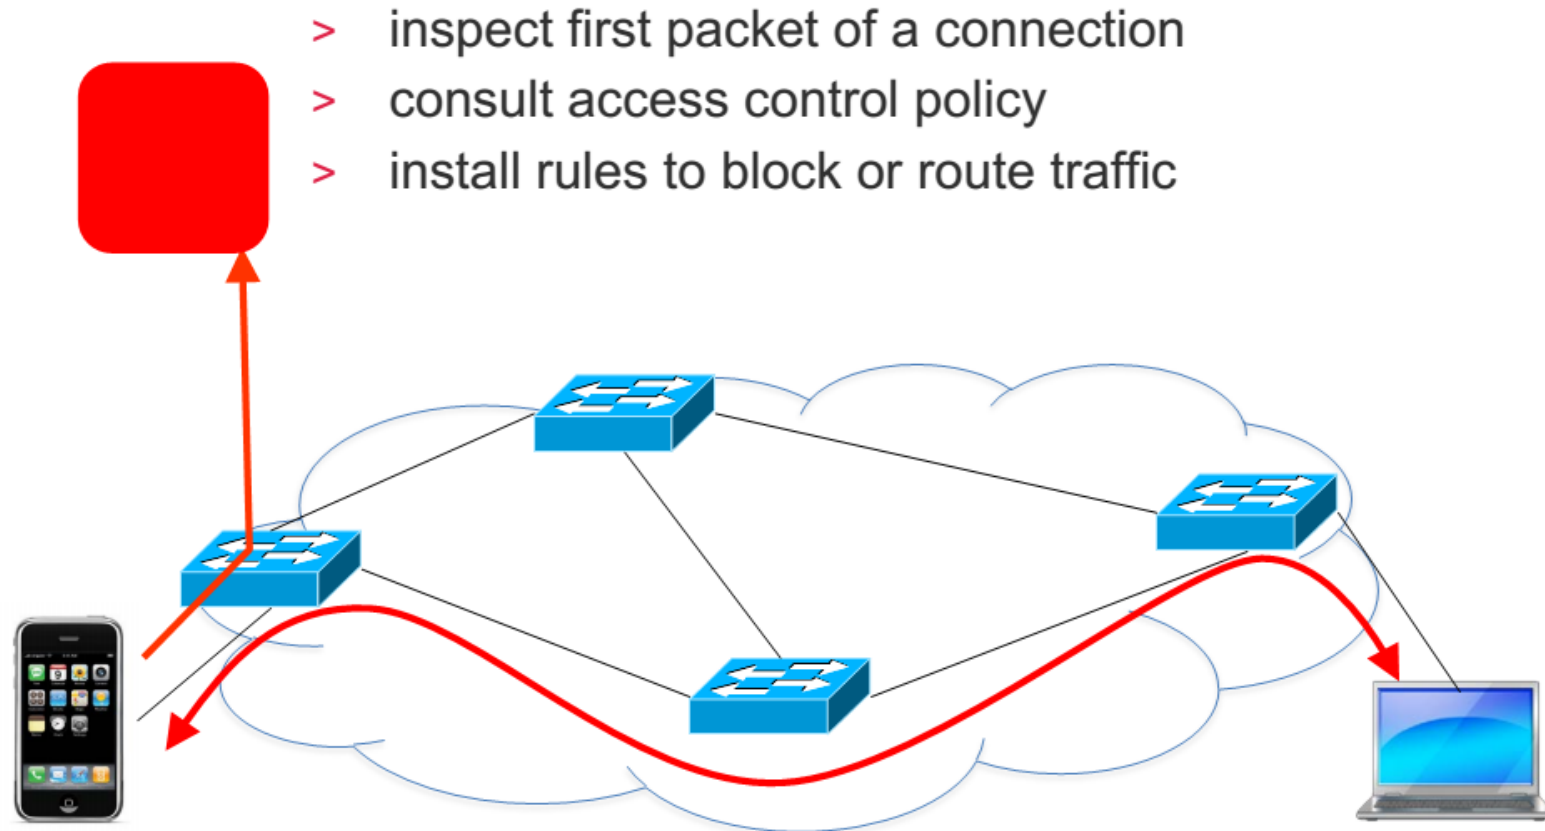 > inspect first packet of a connection
> consult access control policy
> install rules to block or route traffic